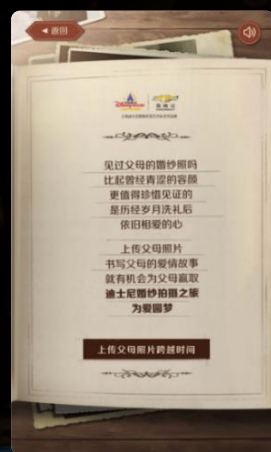 返回
Disneyland
雪佛兰
见过父母的婚纱照吗
比起曾经青涩的容颜
更值得珍惜见证的
是历经岁月洗礼后
依旧相爱的心
上传父母照片
书写父母的爱情故事
就有机会为父母赢取
迪士尼婚纱拍摄之旅
为爱圆梦
上传父母照片跨越时间